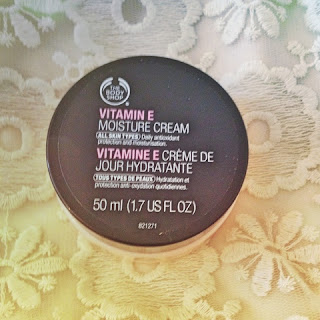 THE
BODY
SHOP
VITAMIN E
MOISTURE CREAM
(ALL SKIN TYPES) Daily antioxidant
protection and moisturisation.
VITAMINE E CRÈME DE
JOUR HYDRATANTE
(TOUS TYPES DE PEAUX) Hydratation et
protection anti-oxydation quotidiennes.
50 ml (1.7 US FL OZ)
821271